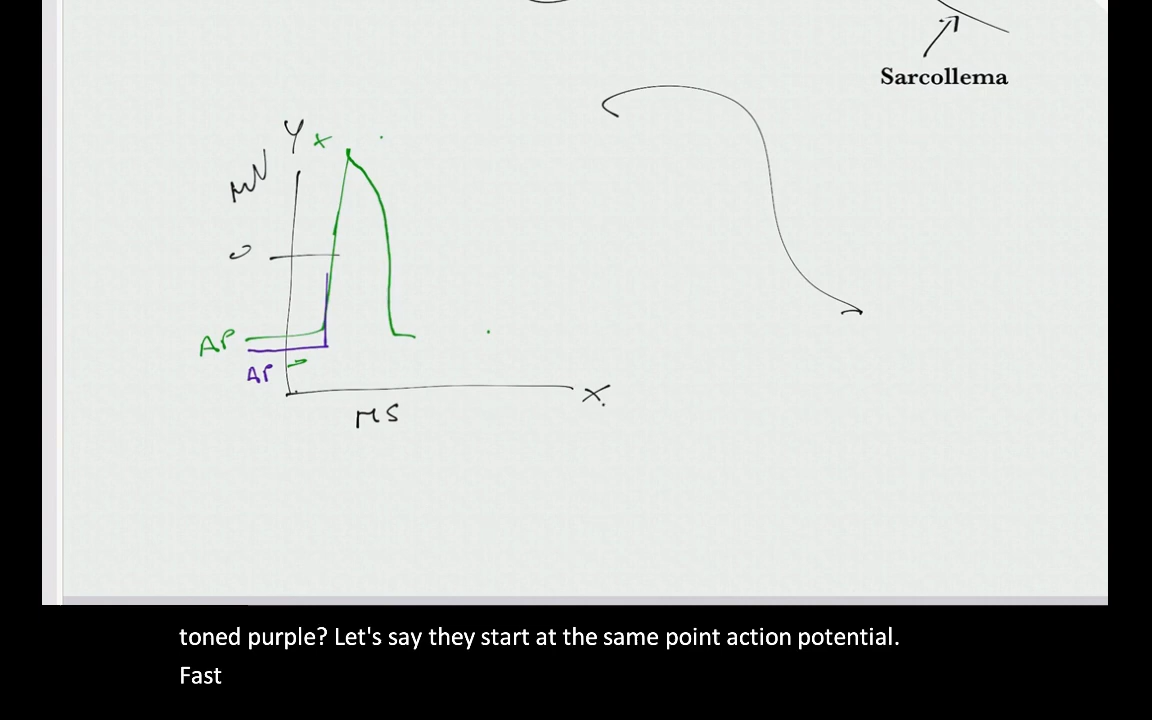 Sarcollema
Y +
MV
0
AP
AP -
X
MS
toned purple? Let's say they start at the same point action potential.
Fast